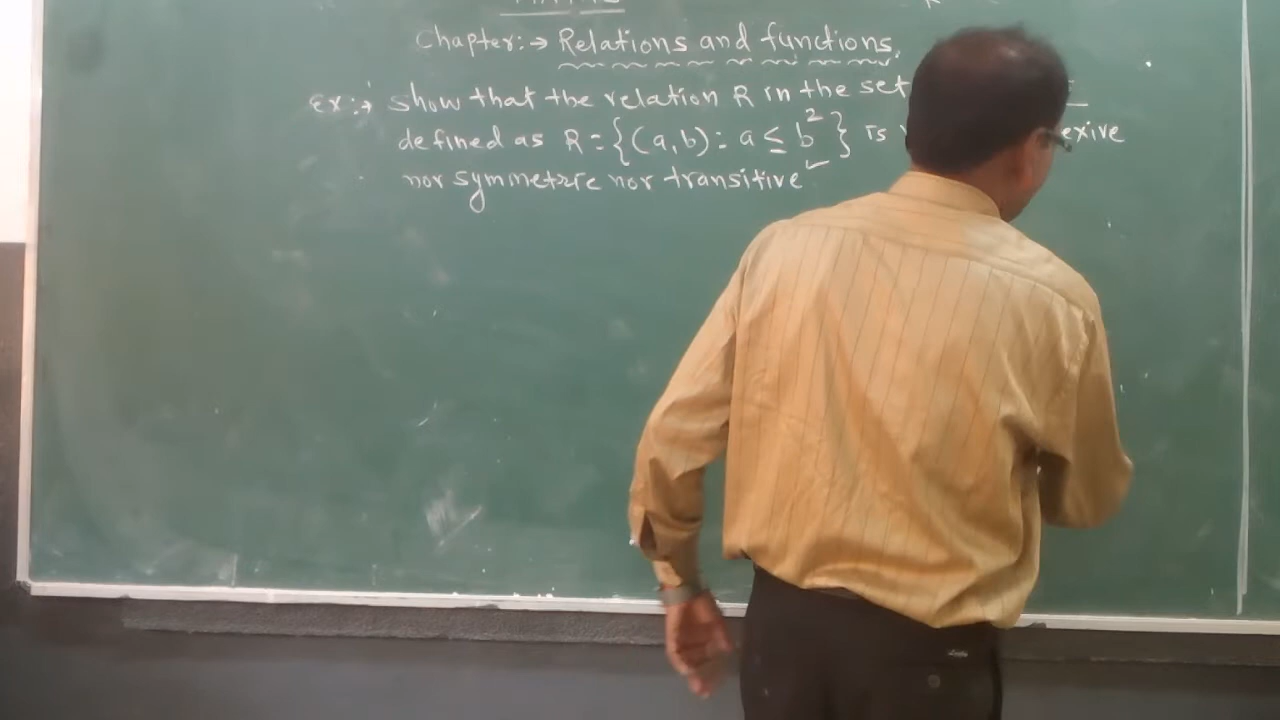 Chapter:→ Relations and functions.
Ex:→ show that the relation R in the set
defined as R = {(a,b): a ≤ b²} is exive
nor symmetric nor transitive